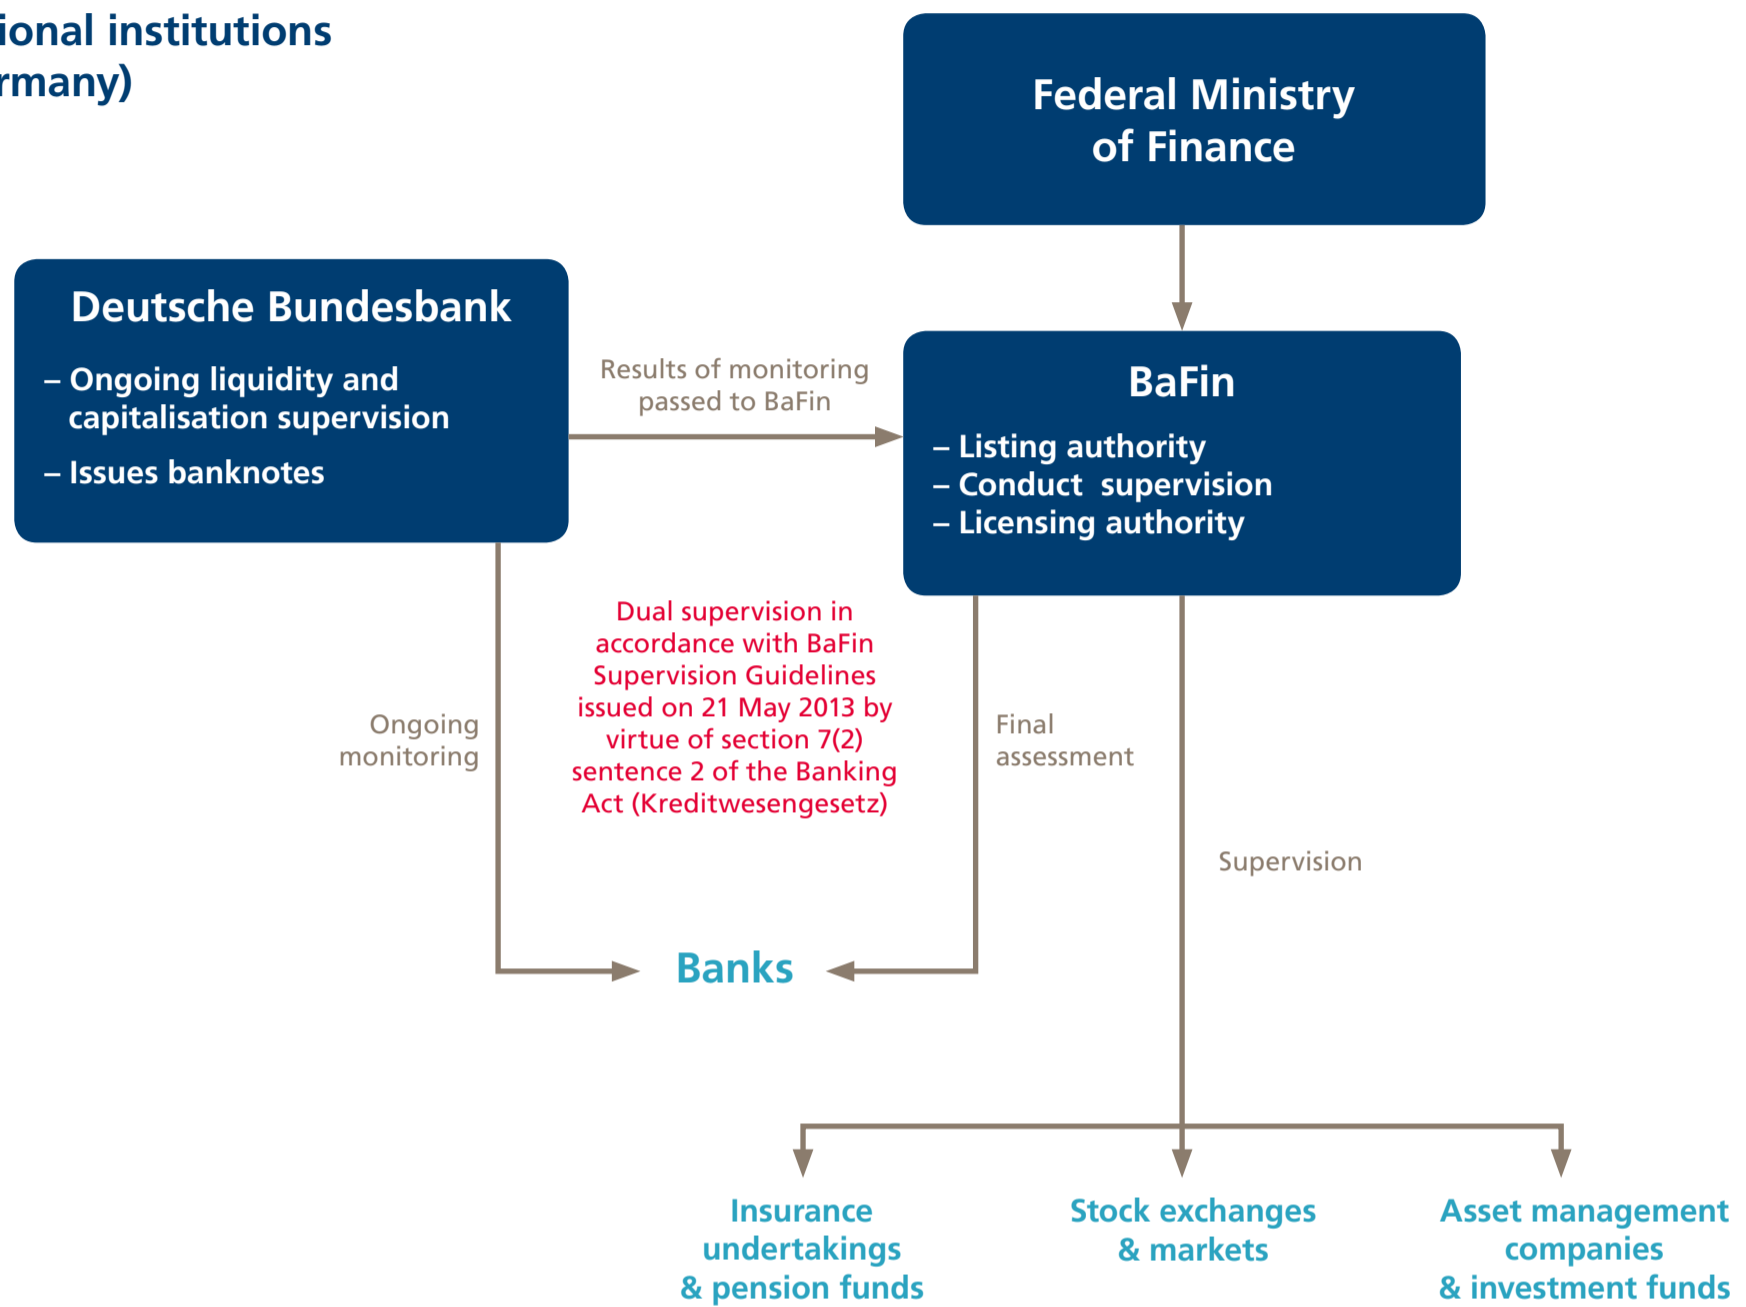 ional institutions
rmany)
Federal Ministry
of Finance
Deutsche Bundesbank
– Ongoing liquidity and
capitalisation supervision
– Issues banknotes
Results of monitoring
passed to BaFin
BaFin
– Listing authority
– Conduct  supervision
– Licensing authority
Dual supervision in
accordance with BaFin
Supervision Guidelines
issued on 21 May 2013 by
virtue of section 7(2)
sentence 2 of the Banking
Act (Kreditwesengesetz)
Ongoing
monitoring
Final
assessment
Supervision
Banks
Insurance
undertakings
& pension funds
Stock exchanges
& markets
Asset management
companies
& investment funds